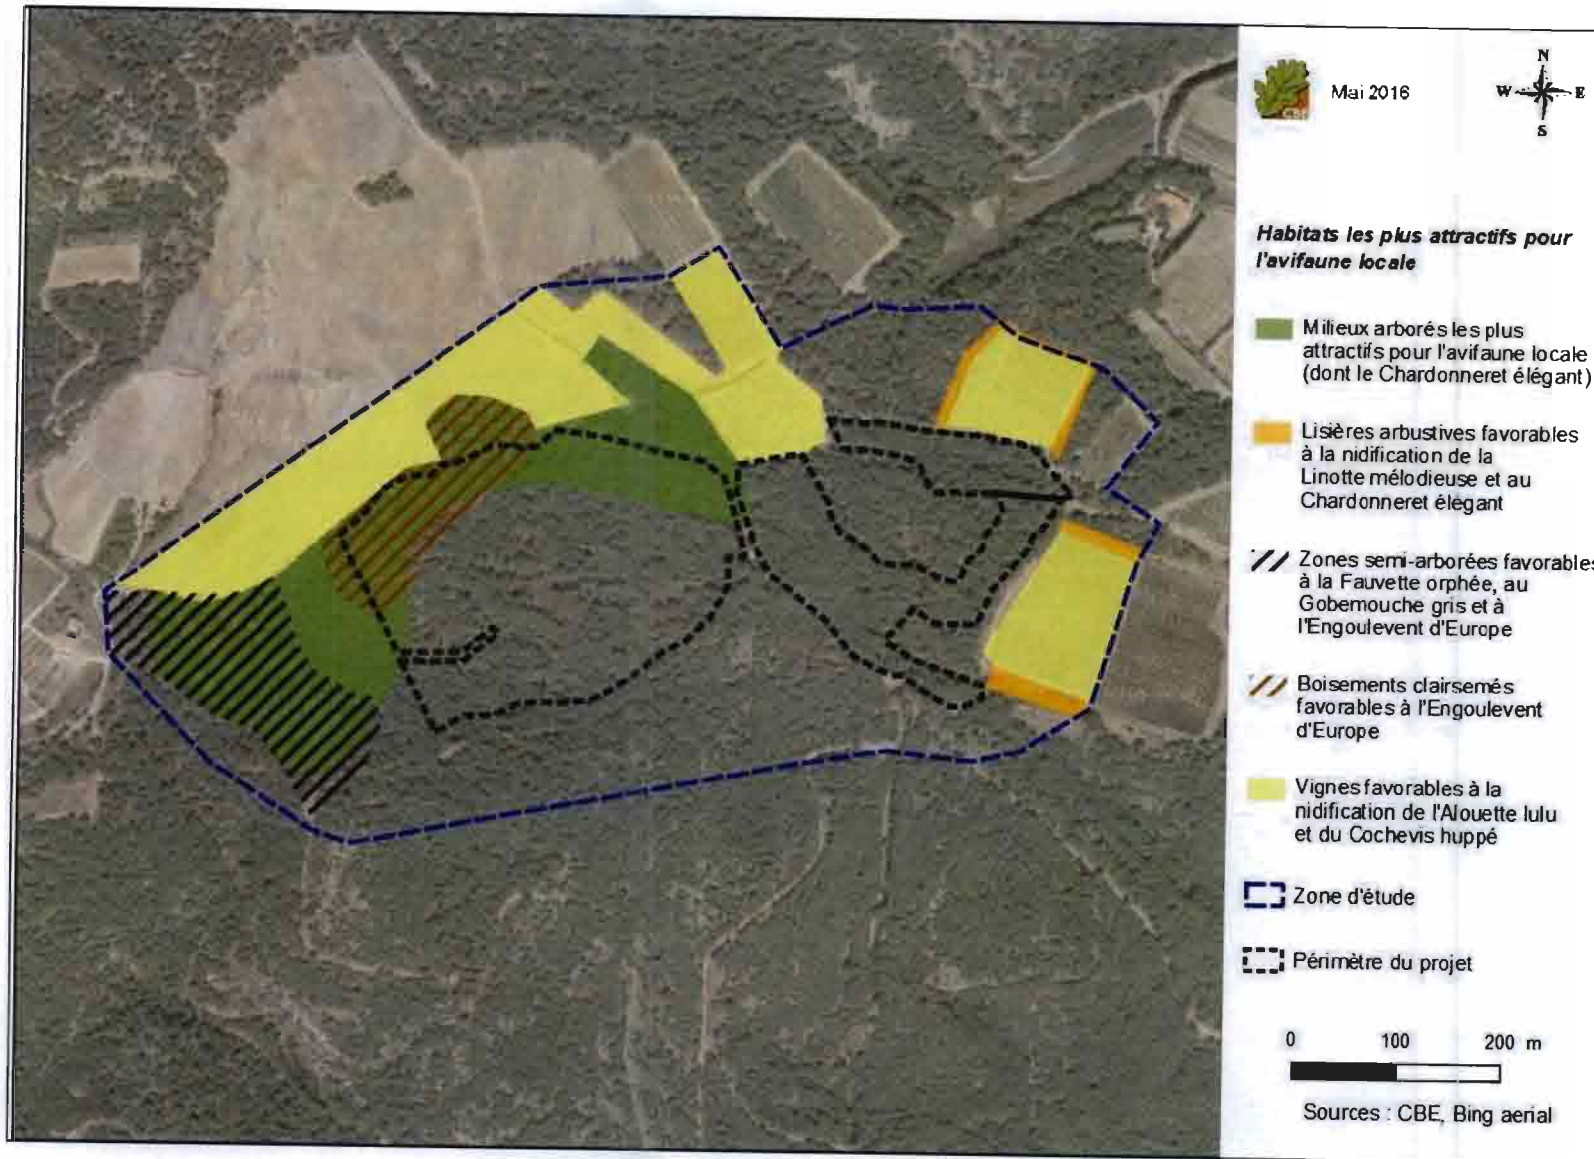 Mai 2016
N
W E
S
Habitats les plus attractifs pour
l'avifaune locale
Milieux arborés les plus
attractifs pour l'avifaune locale
(dont le Chardonneret élégant)
Lisières arbustives favorables
à la nidification de la
Linotte mélodieuse et au
Chardonneret élégant
Zones semi-arborées favorables
à la Fauvette orphée, au
Gobemouche gris et à
l'Engoulevent d'Europe
Boisements clairsemés
favorables à l'Engoulevent
d'Europe
Vignes favorables à la
nidification de l'Alouette lulu
et du Cochevis huppé
Zone d'étude
Périmètre du projet
0 100 200 m
Sources : CBE, Bing aerial